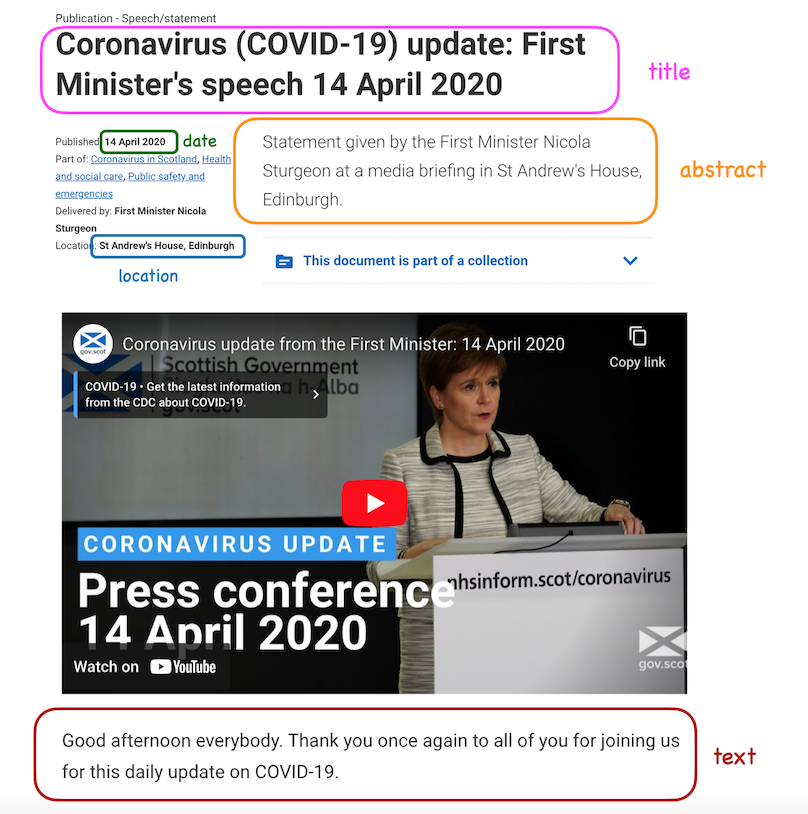 Publication - Speech/statement
Coronavirus (COVID-19) update: First
Minister's speech 14 April 2020
title
Published: 14 April 2020 date
Part of: Coronavirus in Scotland, Health
and social care, Public safety and
emergencies
Delivered by: First Minister Nicola
Sturgeon
Location: St Andrew's House, Edinburgh
location
Statement given by the First Minister Nicola
Sturgeon at a media briefing in St Andrew's House,
Edinburgh.
abstract
This document is part of a collection
gov.scot
Coronavirus update from the First Minister: 14 April 2020
Copy link
Scottish Government
h-Alba
gov.scot
COVID-19 • Get the latest information
from the CDC about COVID-19.
CORONAVIRUS UPDATE
Press conference
14 April 2020
nhsinform.scot/coronavirus
gov.scot
Watch on YouTube
Good afternoon everybody. Thank you once again to all of you for joining us
for this daily update on COVID-19.
text